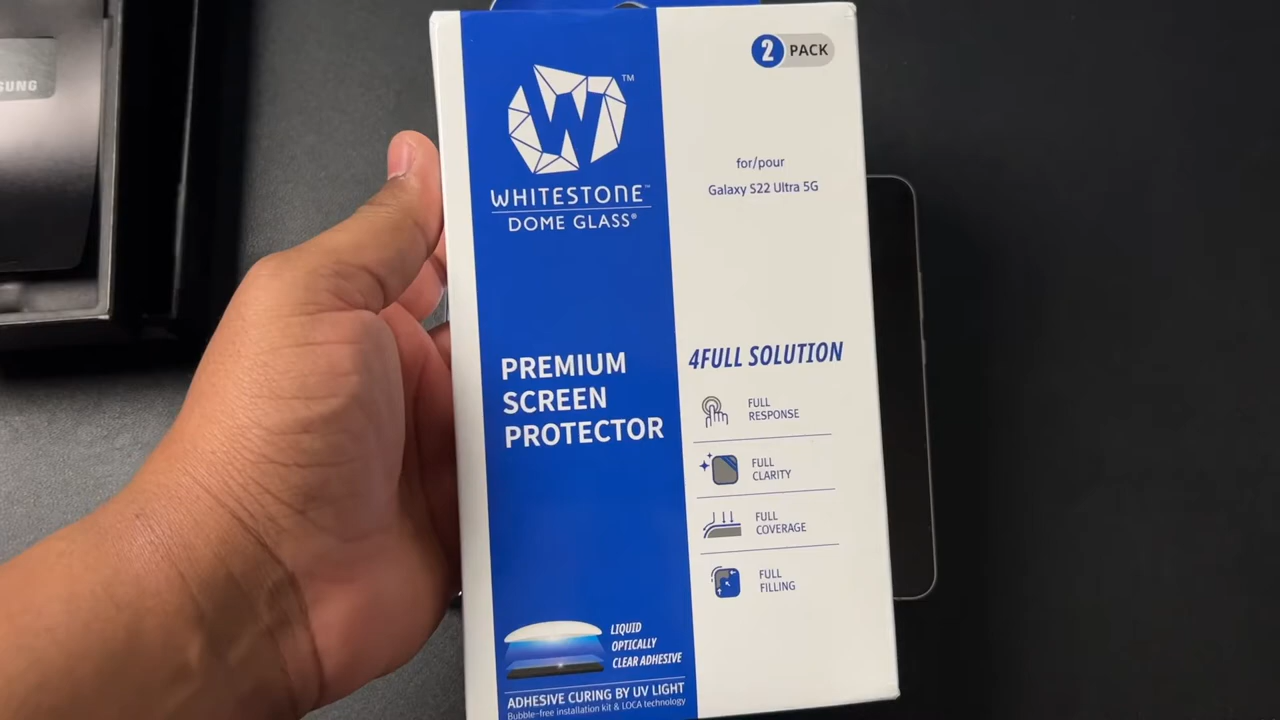 SUNG
2 PACK
W™
WHITESTONE™
DOME GLASS®
for/pour
Galaxy S22 Ultra 5G
PREMIUM
SCREEN
PROTECTOR
4FULL SOLUTION
FULL
RESPONSE
FULL
CLARITY
FULL
COVERAGE
FULL
FILLING
LIQUID
OPTICALLY
CLEAR ADHESIVE
ADHESIVE CURING BY UV LIGHT
Bubble-free installation kit & LOCA technology